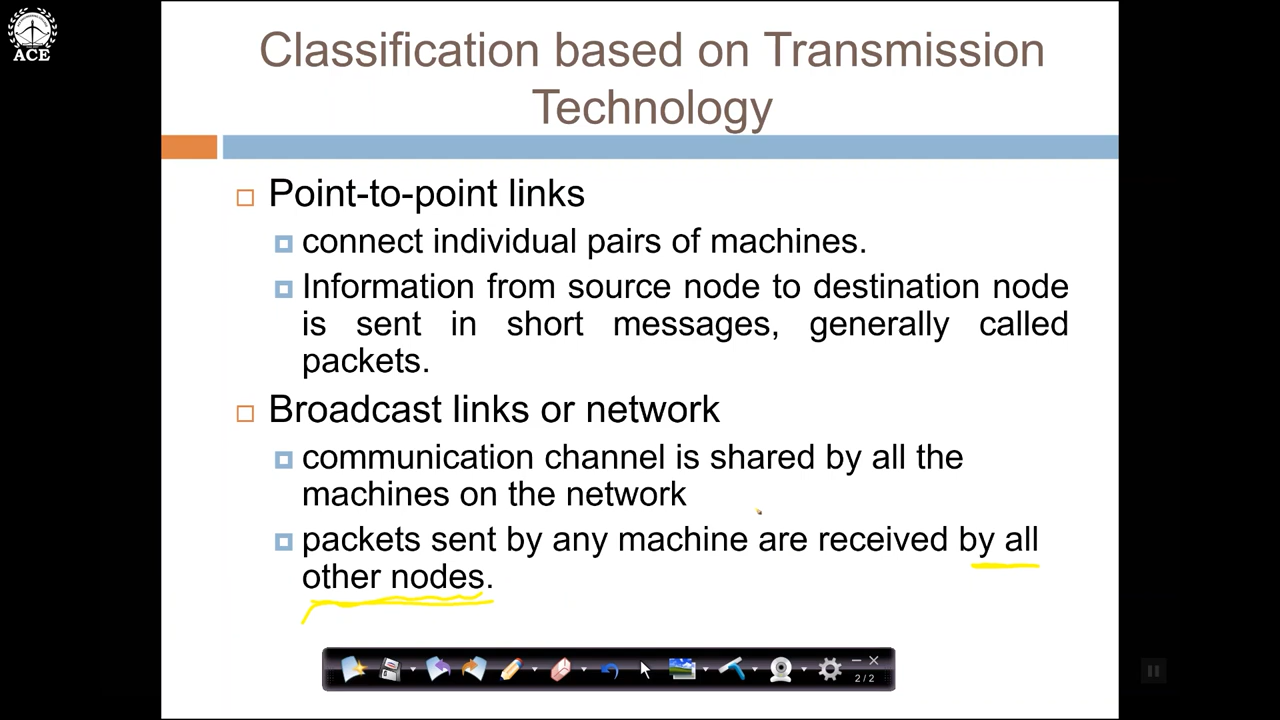 ACE
Classification based on Transmission
Technology
Point-to-point links
connect individual pairs of machines.
Information from source node to destination node
is sent in short messages, generally called
packets.
Broadcast links or network
communication channel is shared by all the
machines on the network
packets sent by any machine are received by all
other nodes.
2 / 2